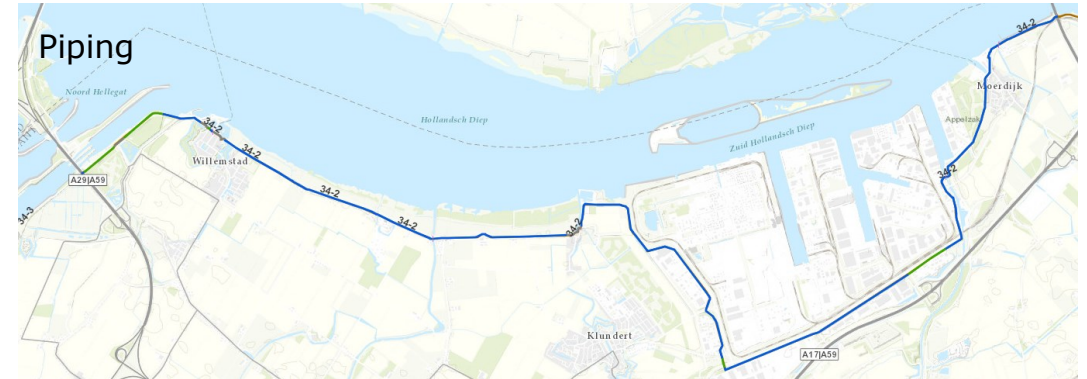 Piping
34-2
Moerdijk
Noord Hellegat
Hollandsch Diep
Appelzak
34-2
Zuid Hollandsch Diep
34-2
Willemstad
34-2
A29|A59
34-2
34-3
34-2
34-2
Klundert
A17|A59